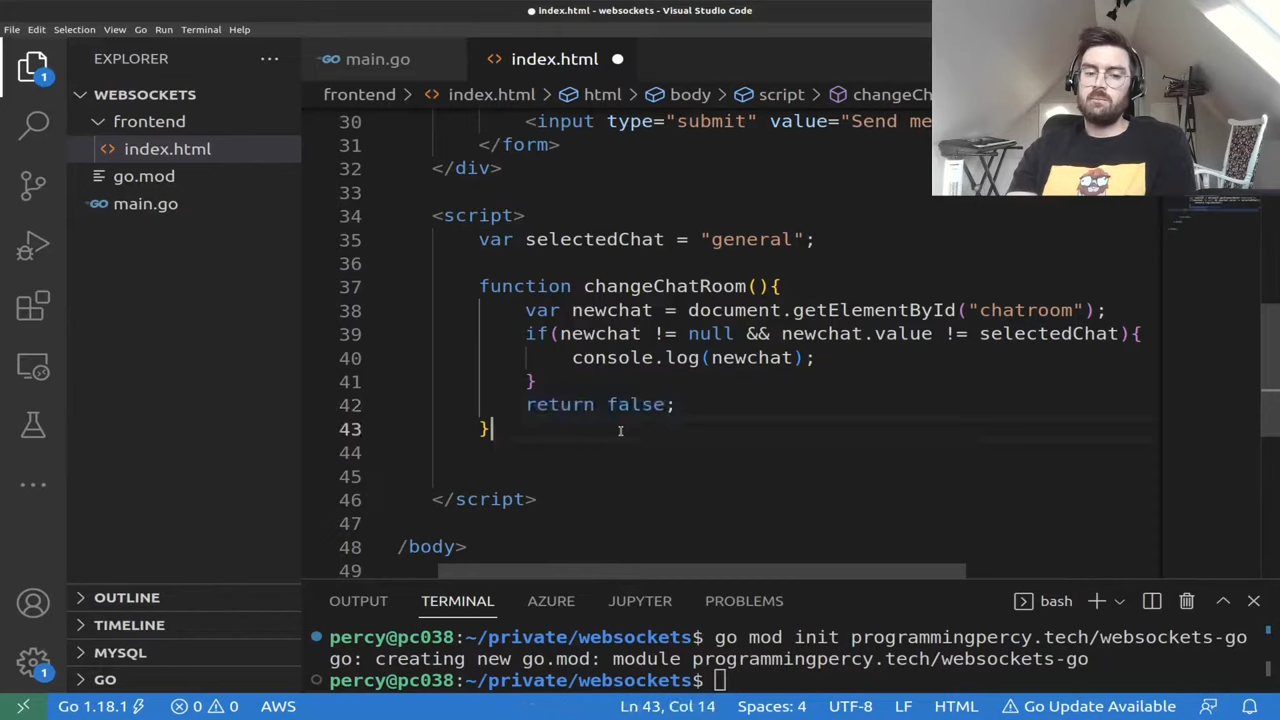 index.html - websockets - Visual Studio Code
File Edit Selection View Go Run Terminal Help
EXPLORER
main.go
index.html
WEBSOCKETS
frontend
index.html
go.mod
main.go
OUTLINE
TIMELINE
MYSQL
GO
1
1
frontend > index.html > html > body > script > changeCh
30 <input type="submit" value="Send me
31 </form>
32 </div>
33
34 <script>
35 var selectedChat = "general";
36
37 function changeChatRoom(){
38 var newchat = document.getElementById("chatroom");
39 if(newchat != null && newchat.value != selectedChat){
40 console.log(newchat);
41 }
42 return false;
43 }
44
45
46 </script>
47
48 /body>
49
OUTPUT TERMINAL AZURE JUPYTER PROBLEMS
bash
percy@pc038:~/private/websockets$ go mod init programmingpercy.tech/websockets-go
go: creating new go.mod: module programmingpercy.tech/websockets-go
percy@pc038:~/private/websockets$
Go 1.18.1 0 0 AWS Ln 43, Col 14 Spaces: 4 UTF-8 LF HTML Go Update Available